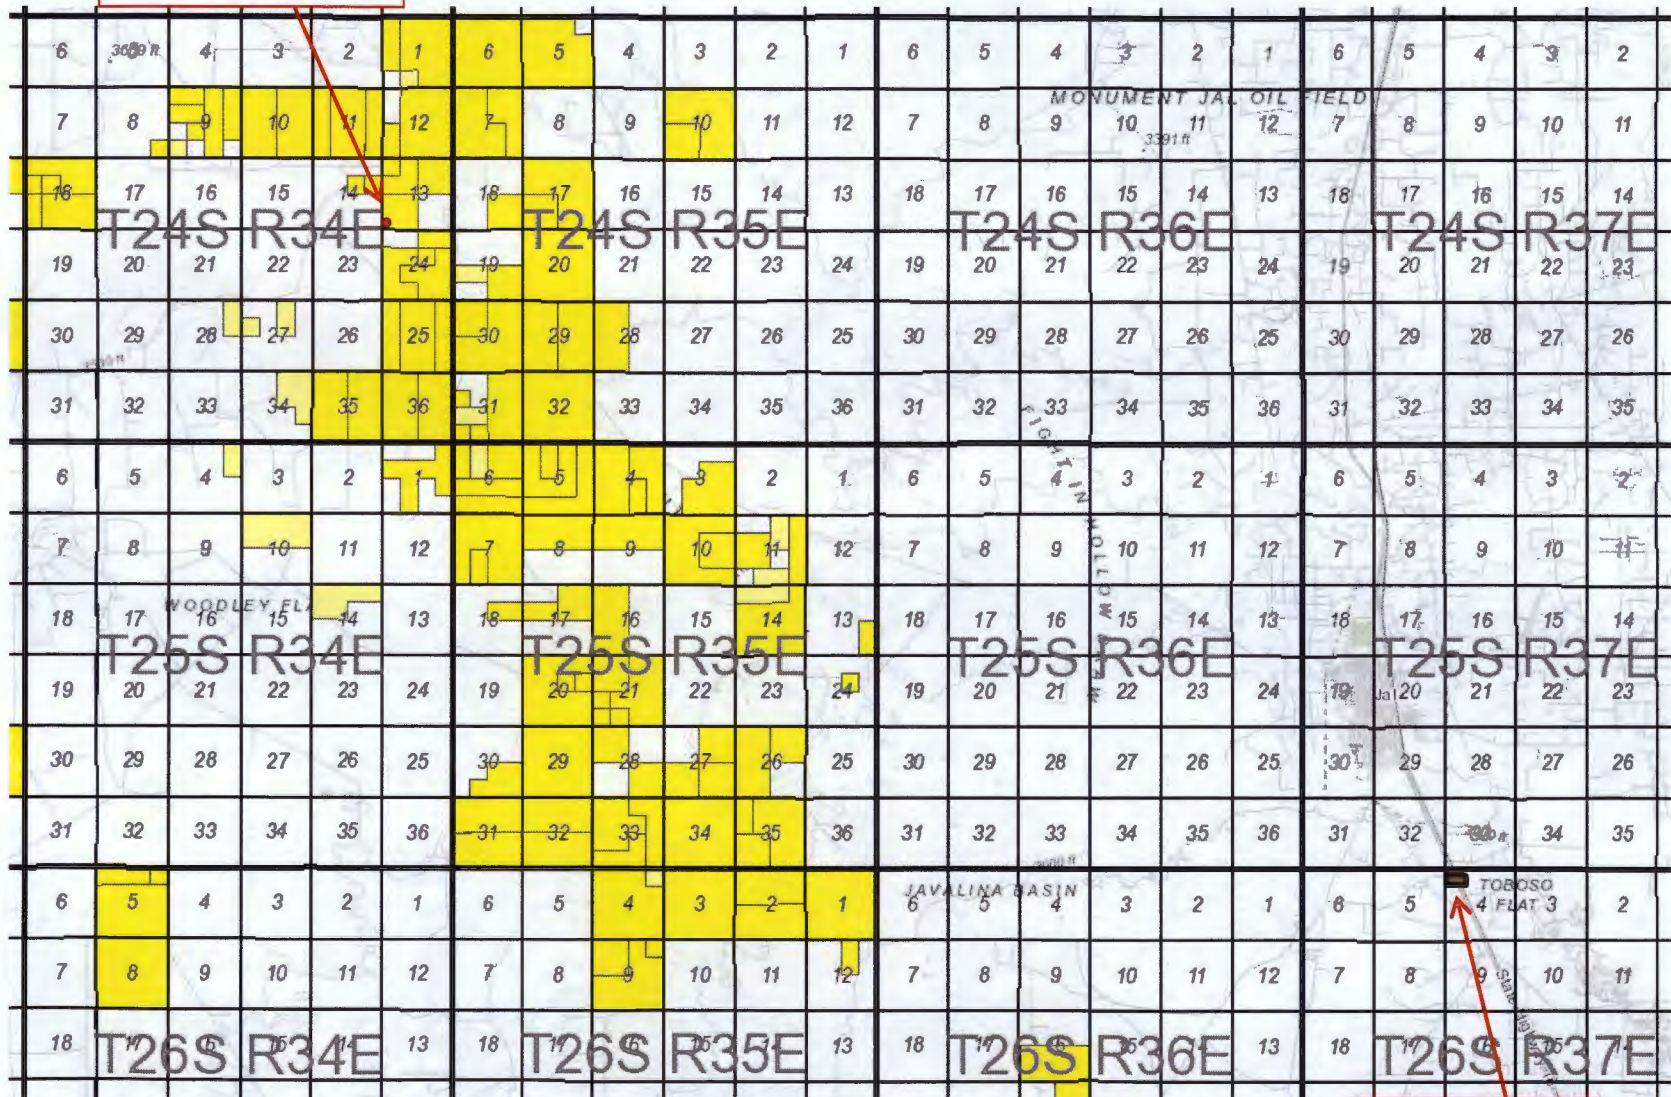 6 4 3 2 1 6 5 4 3 2 1 6 5 4 3 2 1 6 5 4 3 2
MONUMENT JAL OIL FIELD
7 8 9 10 11 12 7 8 9 10 11 12 7 8 9 10 11 12 7 8 9 10 11
3391 ft
18 17 16 15 14 13 18 17 16 15 14 13 18 17 16 15 14 13 18 17 16 15 14
T24S R34E T24S R35E T24S R36E T24S R37E
19 20 21 22 23 24 19 20 21 22 23 24 19 20 21 22 23 24 19 20 21 22 23
30 29 28 27 26 25 30 29 28 27 26 25 30 29 28 27 26 25 30 29 28 27 26
31 32 33 34 35 36 31 32 33 34 35 36 31 32 33 34 35 36 31 32 33 34 35
6 5 4 3 2 1 6 5 4 3 2 1 6 5 4 3 2 1 6 5 4 3 2
7 8 9 10 11 12 7 8 9 10 11 12 7 8 9 10 11 12 7 8 9 10 11
WOODLEY FLA
18 17 16 15 14 13 18 17 16 15 14 13 18 17 16 15 14 13 18 17 16 15 14
T25S R34E T25S R35E T25S R36E T25S R37E
19 20 21 22 23 24 19 20 21 22 23 24 19 20 21 22 23 24 19 Jal 20 21 22 23
30 29 28 27 26 25 30 29 28 27 26 25 30 29 28 27 26 25 30 29 28 27 26
31 32 33 34 35 36 31 32 33 34 35 36 31 32 33 34 35 36 31 32 34 35
JAVALINA BASIN
TOBOSO
FLAT
6 5 4 3 2 1 6 5 4 3 2 1 6 5 4 3 2 1 6 5 4 3 2
7 8 9 10 11 12 7 8 9 10 11 12 7 8 9 10 11 12 7 8 9 10 11
State
18 13 18 13 18 13 18
T26S R34E T26S R35E T26S R36E T26S R37E